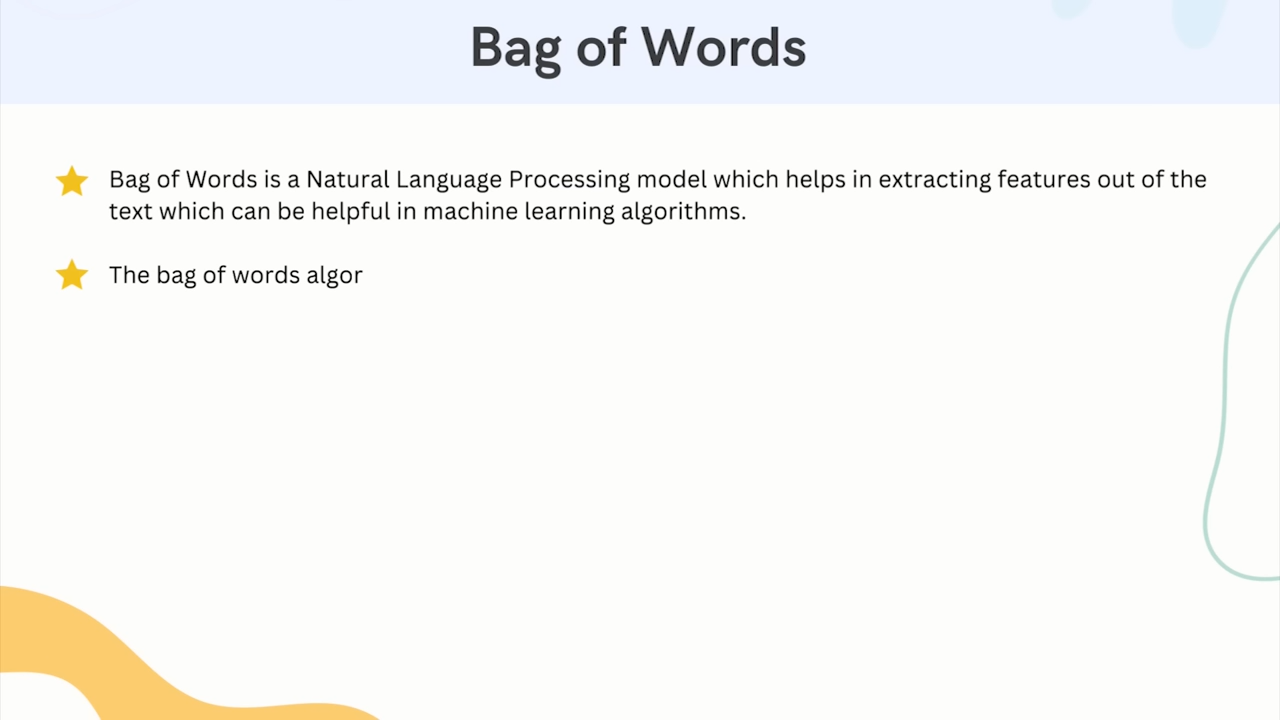 Bag of Words
Bag of Words is a Natural Language Processing model which helps in extracting features out of the
text which can be helpful in machine learning algorithms.
The bag of words algor